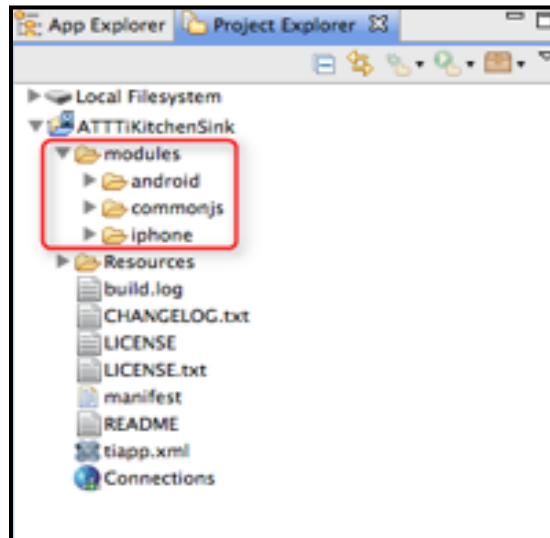 App Explorer Project Explorer
Local Filesystem
ATTTiKitchenSink
modules
android
commonjs
iphone
Resources
build.log
CHANGELOG.txt
LICENSE
LICENSE.txt
manifest
README
tiapp.xml
Connections